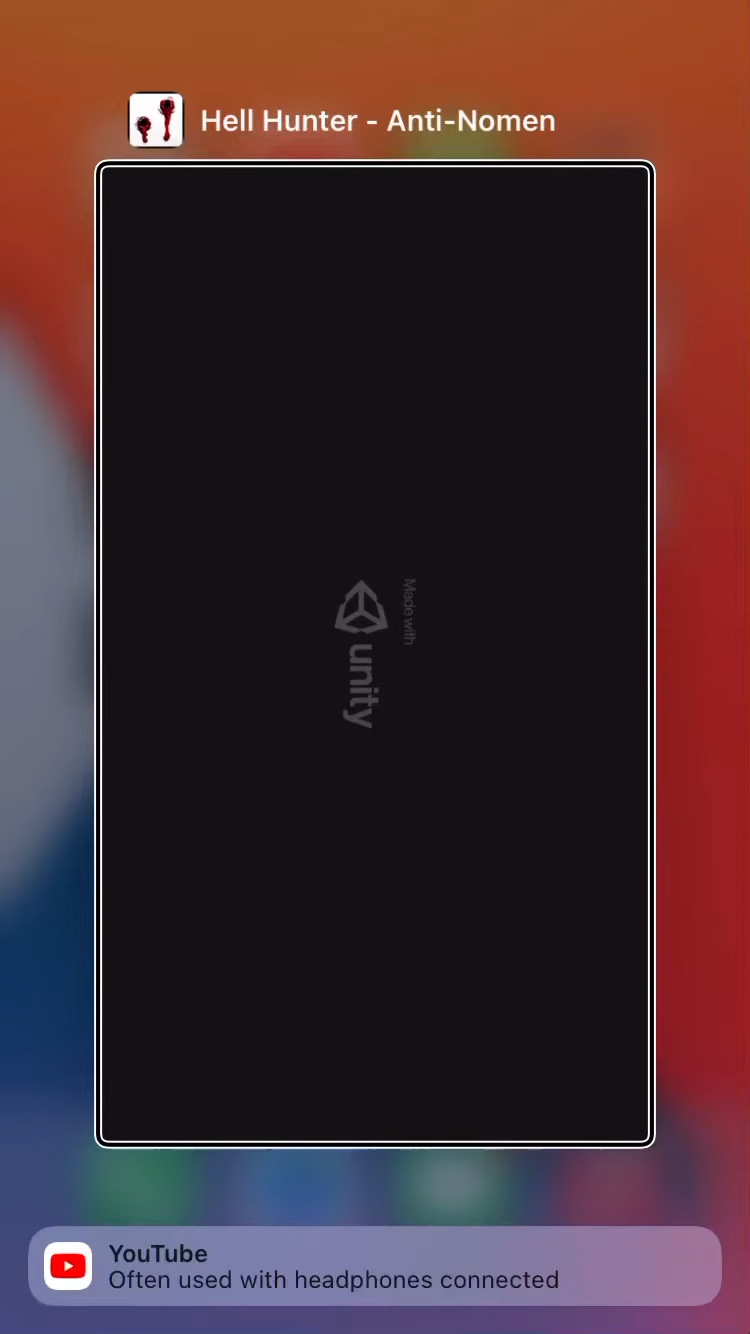 Hell Hunter - Anti-Nomen
Made with
unity
YouTube
Often used with headphones connected